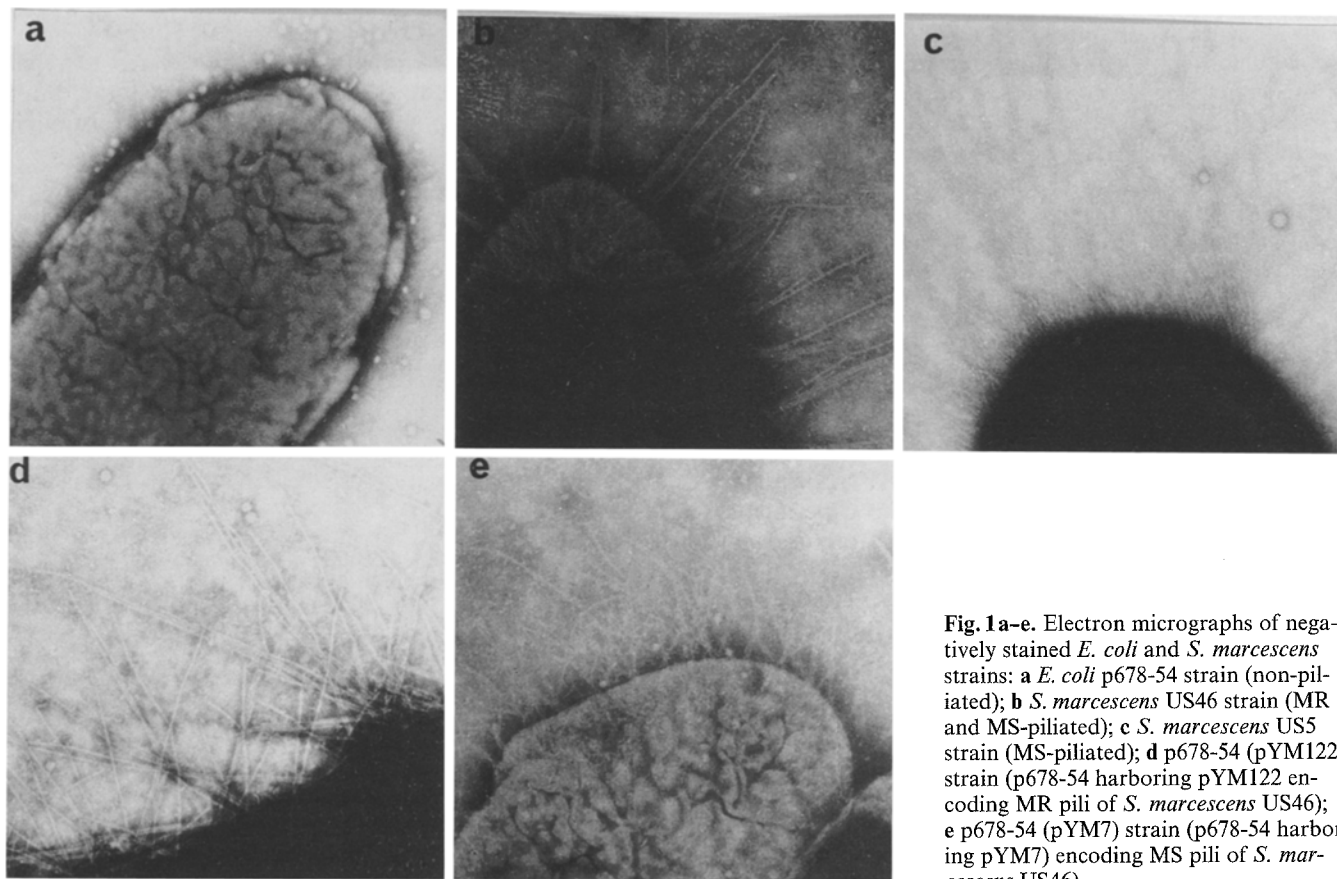 a
b
c
d
e
Fig. 1a–e. Electron micrographs of nega-
tively stained E. coli and S. marcescens
strains: a E. coli p678-54 strain (non-pil-
iated); b S. marcescens US46 strain (MR
and MS-piliated); c S. marcescens US5
strain (MS-piliated); d p678-54 (pYM122
strain (p678-54 harboring pYM122 en-
coding MR pili of S. marcescens US46);
e p678-54 (pYM7) strain (p678-54 harbor
ing pYM7) encoding MS pili of S. mar-
cescens US46)